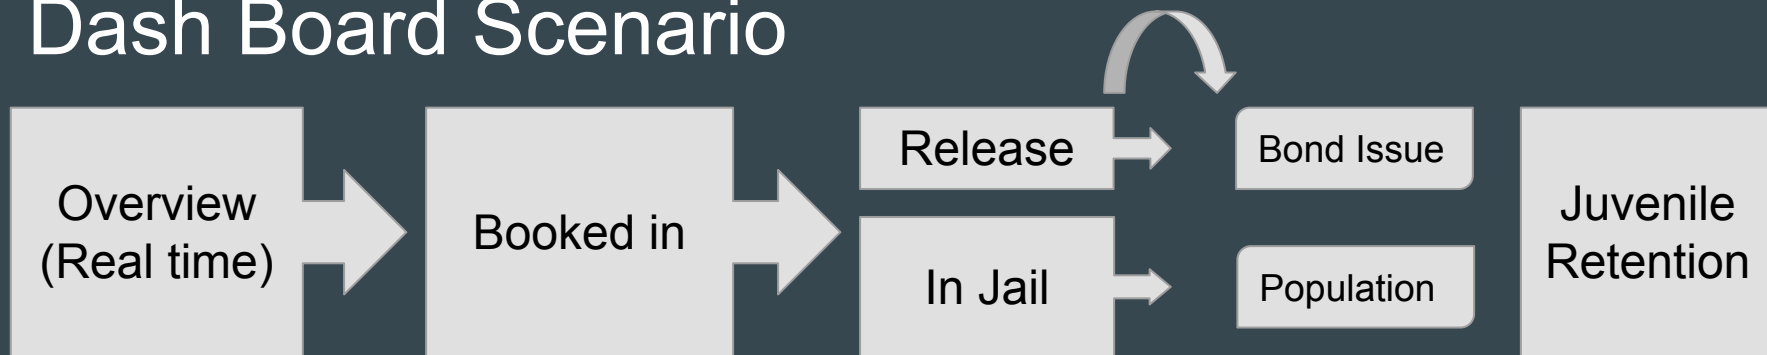 Dash Board Scenario
Overview
(Real time)
Booked in
Release
In Jail
Bond Issue
Population
Juvenile
Retention